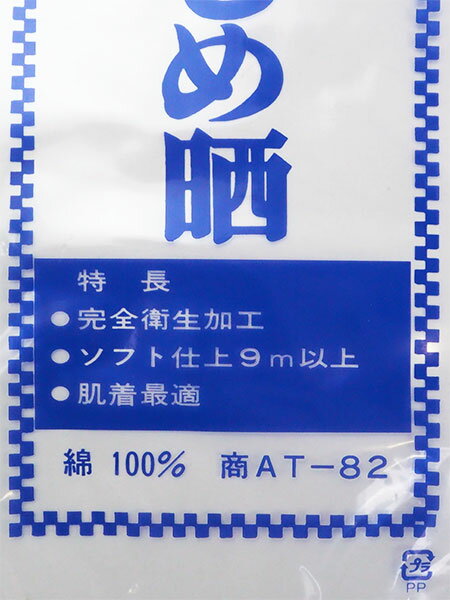 め晒
特 長
●完全衛生加工
●ソフト仕上9m以上
●肌着最適
綿 100% 商AT-82
プラ
PP